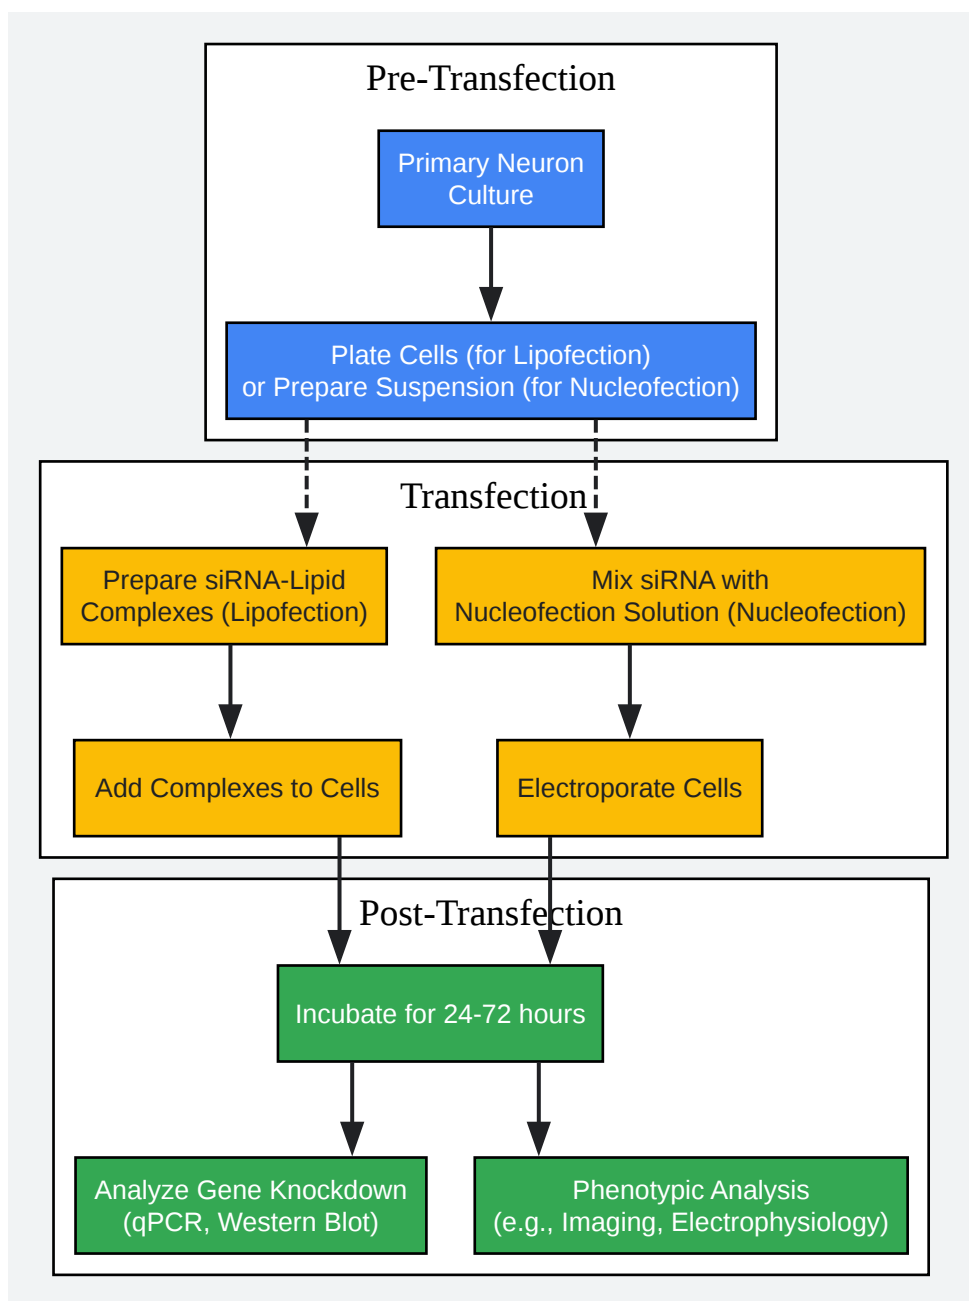 Pre-Transfection
Primary Neuron
Culture
Plate Cells (for Lipofection)
or Prepare Suspension (for Nucleofection)
Transfection
Prepare siRNA-Lipid
Complexes (Lipofection)
Mix siRNA with
Nucleofection Solution (Nucleofection)
Add Complexes to Cells
Electroporate Cells
Post-Transfection
Incubate for 24-72 hours
Analyze Gene Knockdown
(qPCR, Western Blot)
Phenotypic Analysis
(e.g., Imaging, Electrophysiology)